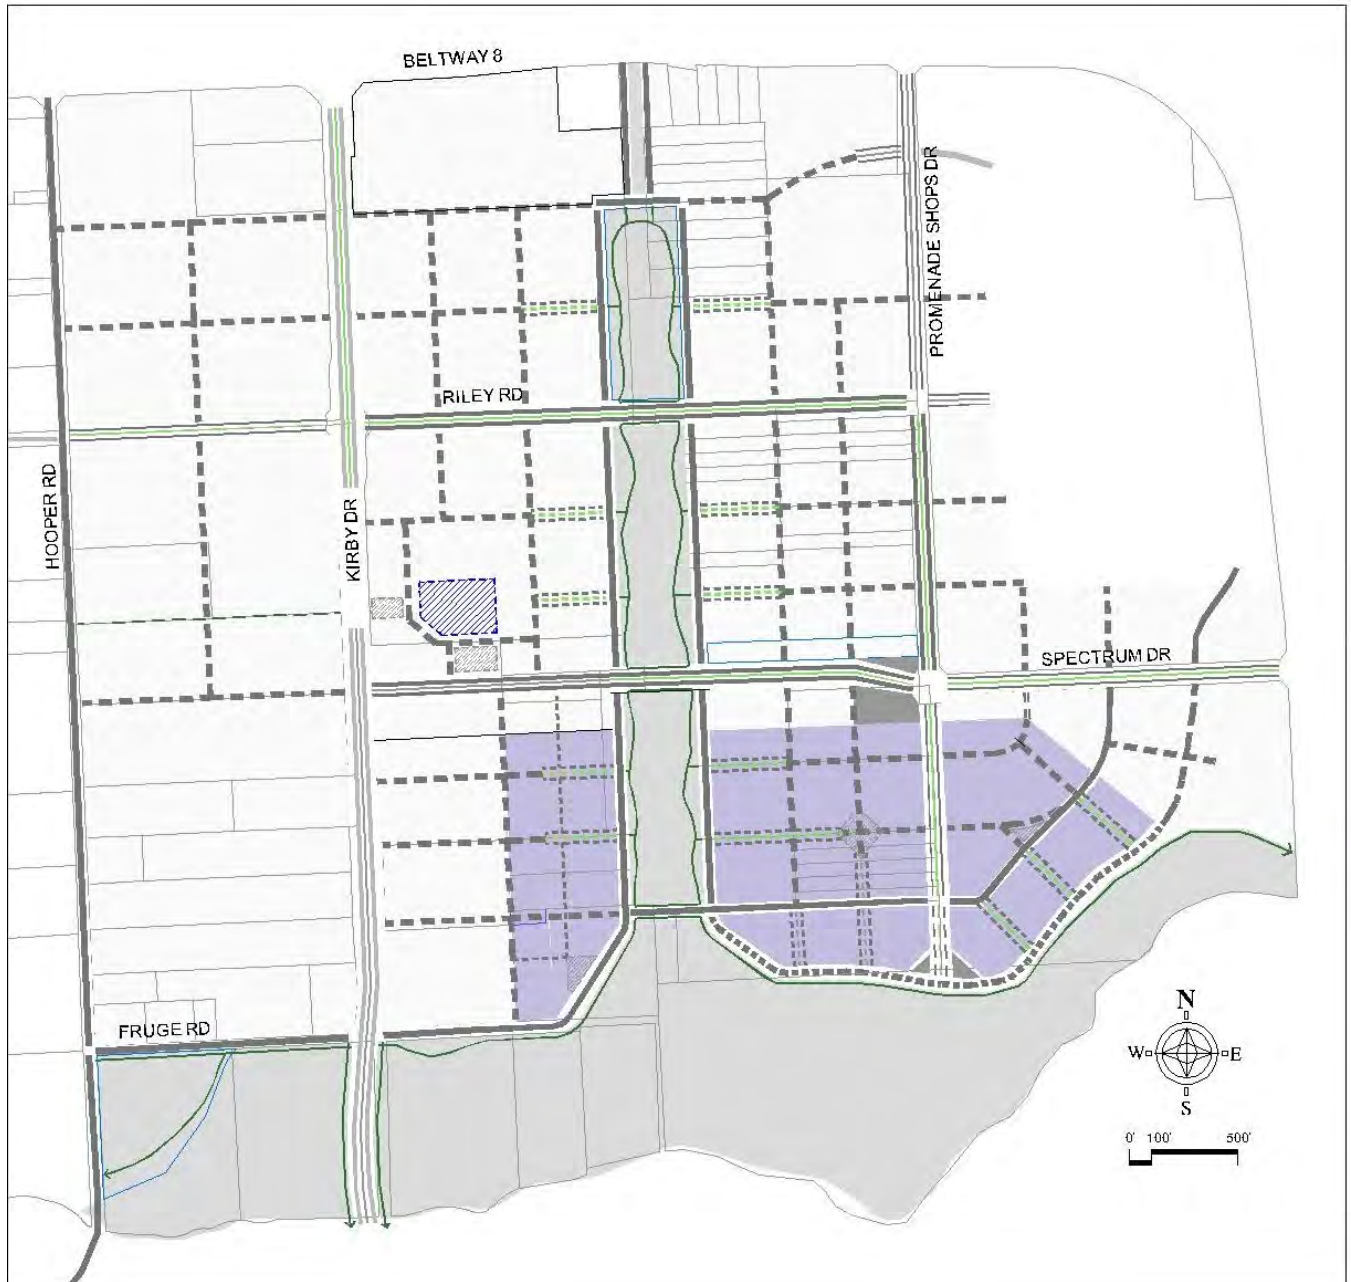 BELTWAY 8
PROMENADE SHOPS DR
RILEY RD
HOOPER RD
KIRBY DR
SPECTRUM DR
FRUGE RD
N
W E
S
0' 100' 500'